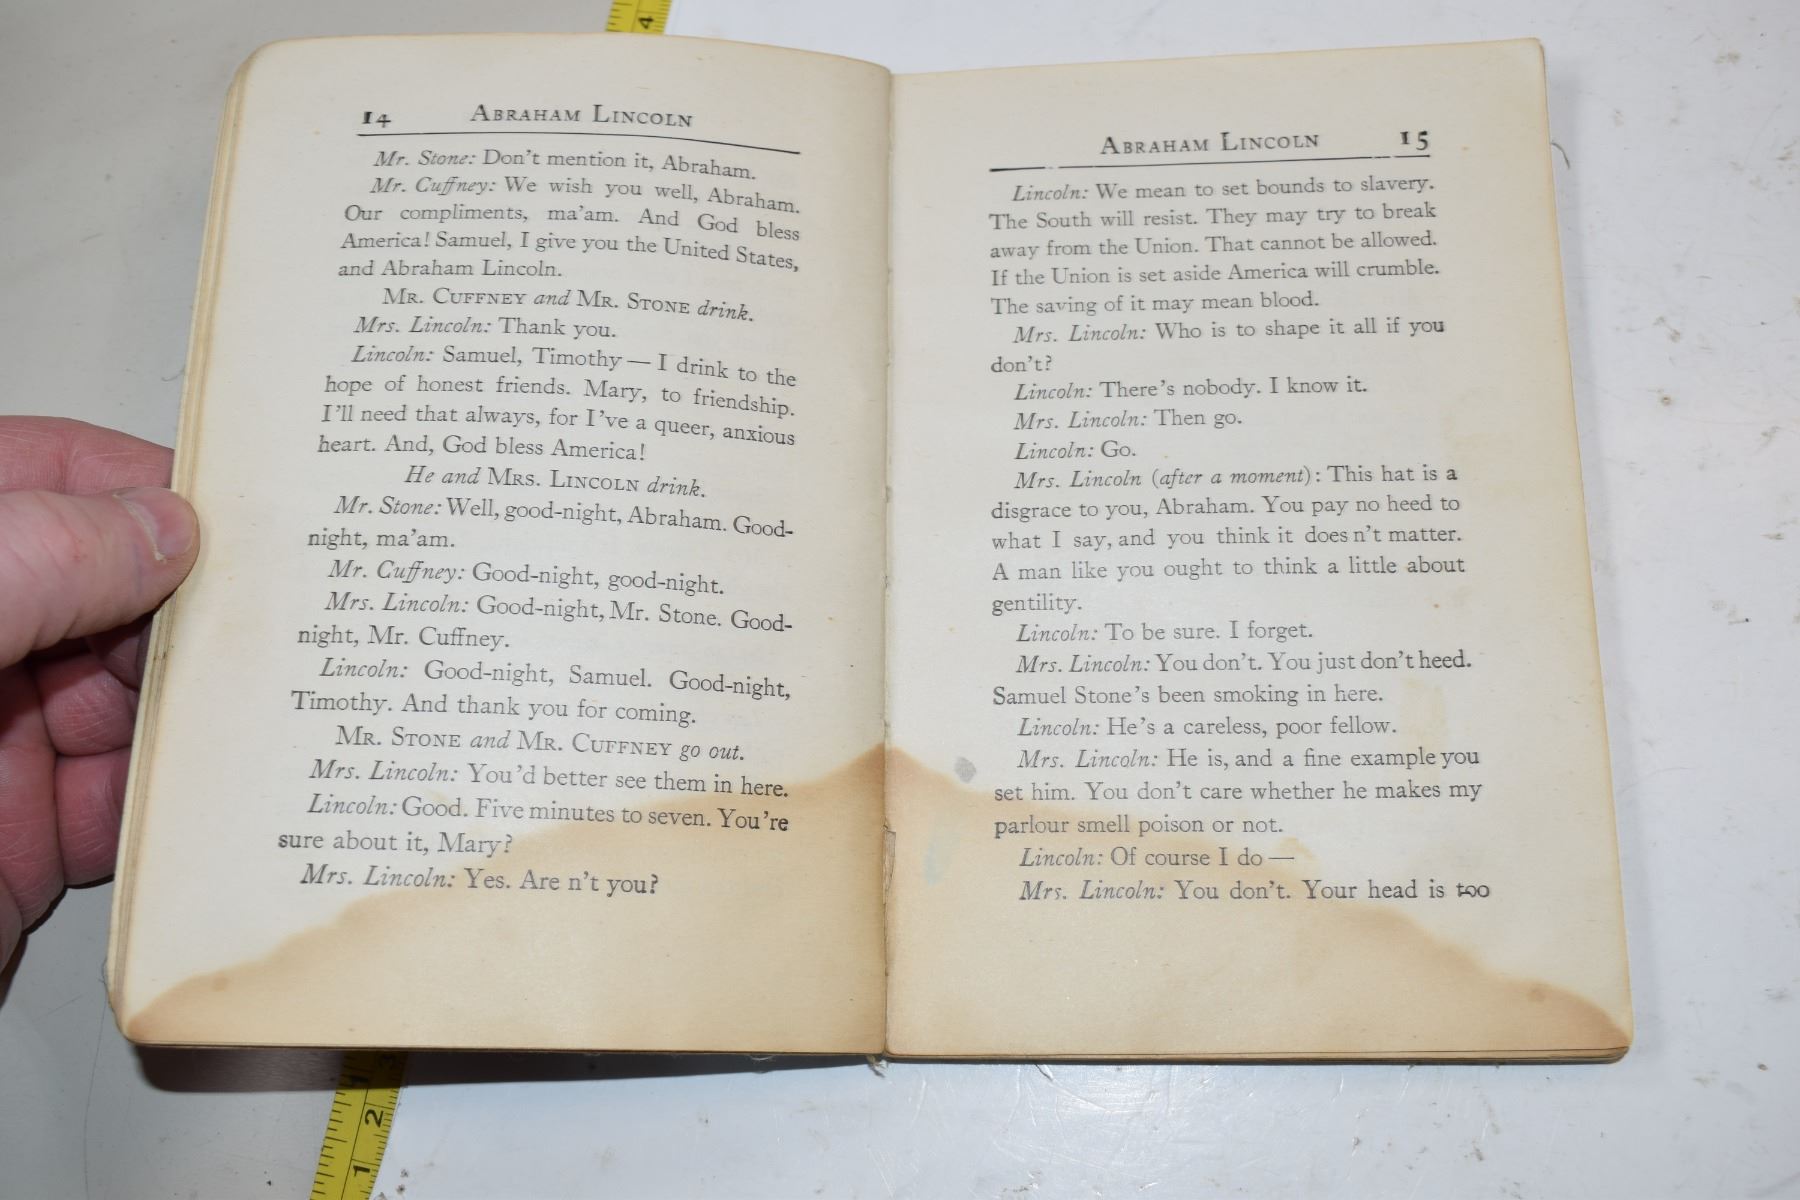 14 ABRAHAM LINCOLN
Mr. Stone: Don't mention it, Abraham.
Mr. Cuffney: We wish you well, Abraham.
Our compliments, ma'am. And God bless
America! Samuel, I give you the United States,
and Abraham Lincoln.
MR. CUFFNEY and MR. STONE drink.
Mrs. Lincoln: Thank you.
Lincoln: Samuel, Timothy — I drink to the
hope of honest friends. Mary, to friendship.
I'll need that always, for I've a queer, anxious
heart. And, God bless America!
He and MRS. LINCOLN drink.
Mr. Stone: Well, good-night, Abraham. Good-
night, ma'am.
Mr. Cuffney: Good-night, good-night.
Mrs. Lincoln: Good-night, Mr. Stone. Good-
night, Mr. Cuffney.
Lincoln: Good-night, Samuel. Good-night,
Timothy. And thank you for coming.
MR. STONE and MR. CUFFNEY go out.
Mrs. Lincoln: You'd better see them in here.
Lincoln: Good. Five minutes to seven. You're
sure about it, Mary?
Mrs. Lincoln: Yes. Are n't you?
ABRAHAM LINCOLN 15
Lincoln: We mean to set bounds to slavery.
The South will resist. They may try to break
away from the Union. That cannot be allowed.
If the Union is set aside America will crumble.
The saving of it may mean blood.
Mrs. Lincoln: Who is to shape it all if you
don't?
Lincoln: There's nobody. I know it.
Mrs. Lincoln: Then go.
Lincoln: Go.
Mrs. Lincoln (after a moment): This hat is a
disgrace to you, Abraham. You pay no heed to
what I say, and you think it does n't matter.
A man like you ought to think a little about
gentility.
Lincoln: To be sure. I forget.
Mrs. Lincoln: You don't. You just don't heed.
Samuel Stone's been smoking in here.
Lincoln: He's a careless, poor fellow.
Mrs. Lincoln: He is, and a fine example you
set him. You don't care whether he makes my
parlour smell poison or not.
Lincoln: Of course I do —
Mrs. Lincoln: You don't. Your head is too
4
3
2
1